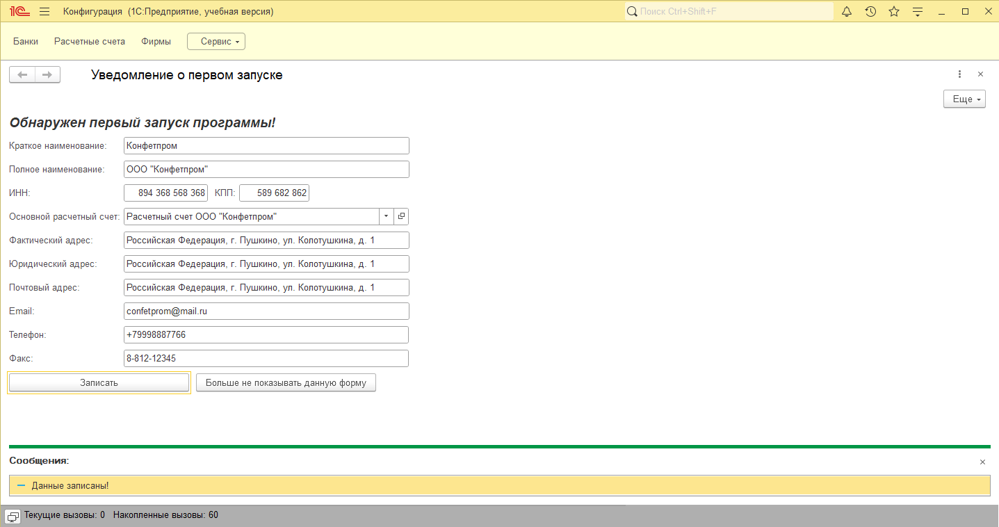 1С Конфигурация (1С:Предприятие, учебная версия) Поиск Ctrl+Shift+F
Банки Расчетные счета Фирмы Сервис
Уведомление о первом запуске
Еще
Обнаружен первый запуск программы!
Краткое наименование: Конфетпром
Полное наименование: ООО "Конфетпром"
ИНН: 894 368 568 368 КПП: 589 682 862
Основной расчетный счет: Расчетный счет ООО "Конфетпром"
Фактический адрес: Российская Федерация, г. Пушкино, ул. Колотушкина, д. 1
Юридический адрес: Российская Федерация, г. Пушкино, ул. Колотушкина, д. 1
Почтовый адрес: Российская Федерация, г. Пушкино, ул. Колотушкина, д. 1
Email: confetprom@mail.ru
Телефон: +79998887766
Факс: 8-812-12345
Записать Больше не показывать данную форму
Сообщения:
Данные записаны!
Текущие вызовы: 0 Накопленные вызовы: 60